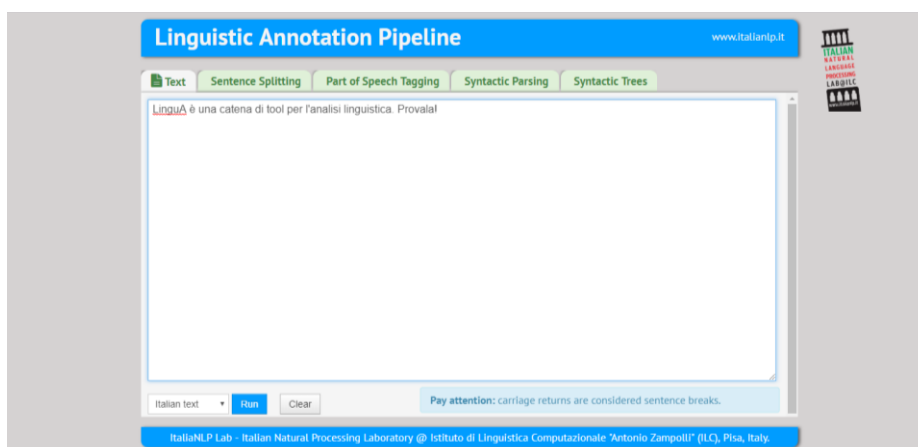 Linguistic Annotation Pipeline
www.italianlp.it
ITALIAN
NATURAL
LANGUAGE
PROCESSING
LAB@ILC
Text
Sentence Splitting
Part of Speech Tagging
Syntactic Parsing
Syntactic Trees
LinguA è una catena di tool per l'analisi linguistica. Provala!
Italian text
Run
Clear
Pay attention: carriage returns are considered sentence breaks.
ItaliaNLP Lab - Italian Natural Processing Laboratory @ Istituto di Linguistica Computazionale "Antonio Zampolli" (ILC), Pisa, Italy.